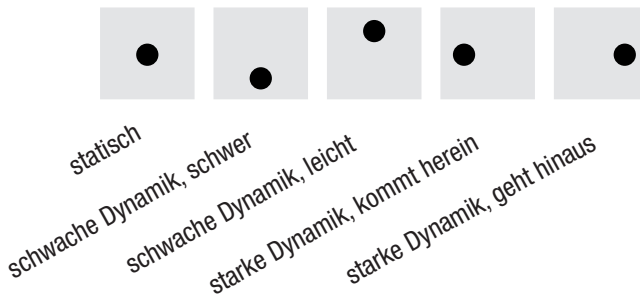 statisch
schwache Dynamik, schwer
schwache Dynamik, leicht
starke Dynamik, kommt herein
starke Dynamik, geht hinaus